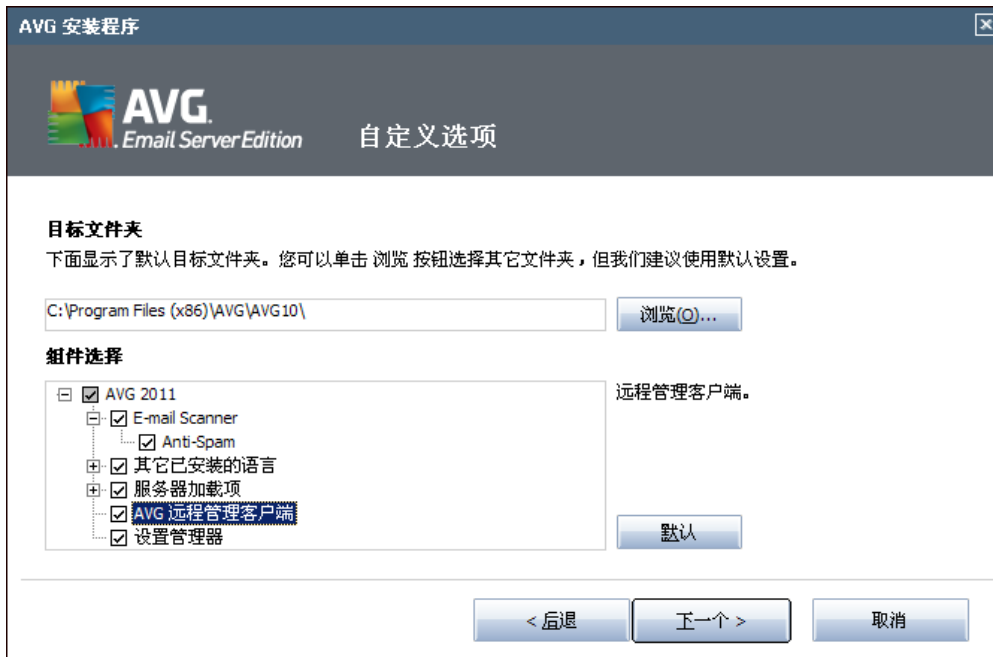 AVG 安装程序
AVG.
Email Server Edition
自定义选项
目标文件夹
下面显示了默认目标文件夹。您可以单击 浏览 按钮选择其它文件夹，但我们建议使用默认设置。
C:\Program Files (x86)\AVG\AVG10\
浏览(O)...
组件选择
AVG 2011
远程管理客户端。
E-mail Scanner
Anti-Spam
其它已安装的语言
服务器加载项
AVG 远程管理客户端
设置管理器
默认
< 后退
下一个 >
取消